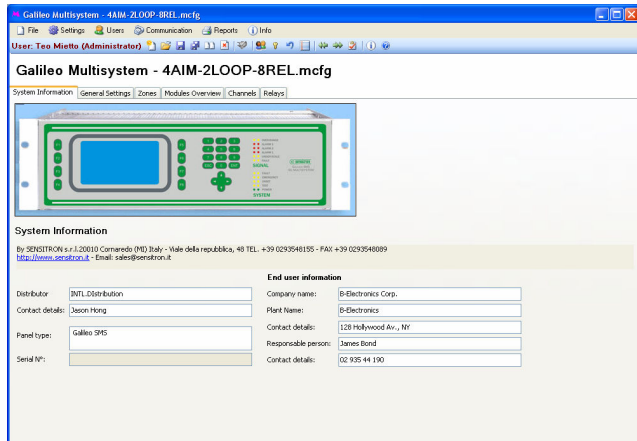 Galileo Multisystem - 4AIM-2LOOP-8REL.mcfg
File Settings Users Communication Reports Info
User: Teo Mietto (Administrator)
Galileo Multisystem - 4AIM-2LOOP-8REL.mcfg
System Information General Settings Zones Modules Overview Channels Relays
SIGNAL
SYSTEM
System Information
By SENSITRON s.r.l.20010 Cornaredo (MI) Italy - Viale della repubblica, 48 TEL. +39 0293548155 - FAX +39 0293548089
http://www.sensitron.it - Email: sales@sensitron.it
End user information
Distributor INTL.DIstribution Company name: B-Electronics Corp.
Contact details: Jason Hong Plant Name: B-Electronics
Contact details: 128 Hollywood Av., NY
Panel type: Galileo SMS Responsable person: James Bond
Serial N°: Contact details: 02 935 44 190